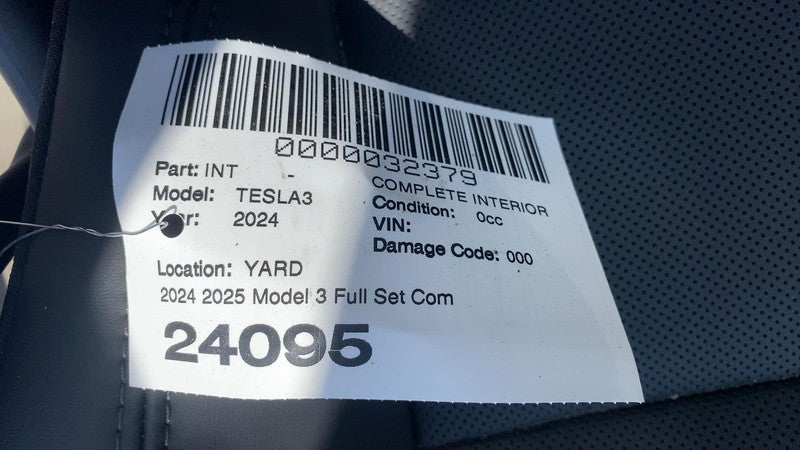 0000032379
Part: INT - COMPLETE INTERIOR
Model: TESLA3 Condition: 0cc
Year: 2024 VIN:
Damage Code: 000
Location: YARD
2024 2025 Model 3 Full Set Com
24095